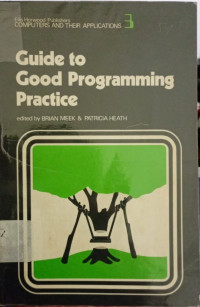 Ellis Horwood Publishers
COMPUTERS AND THEIR APPLICATIONS 3
Guide to
Good Programming
Practice
edited by BRIAN MEEK & PATRICIA HEATH